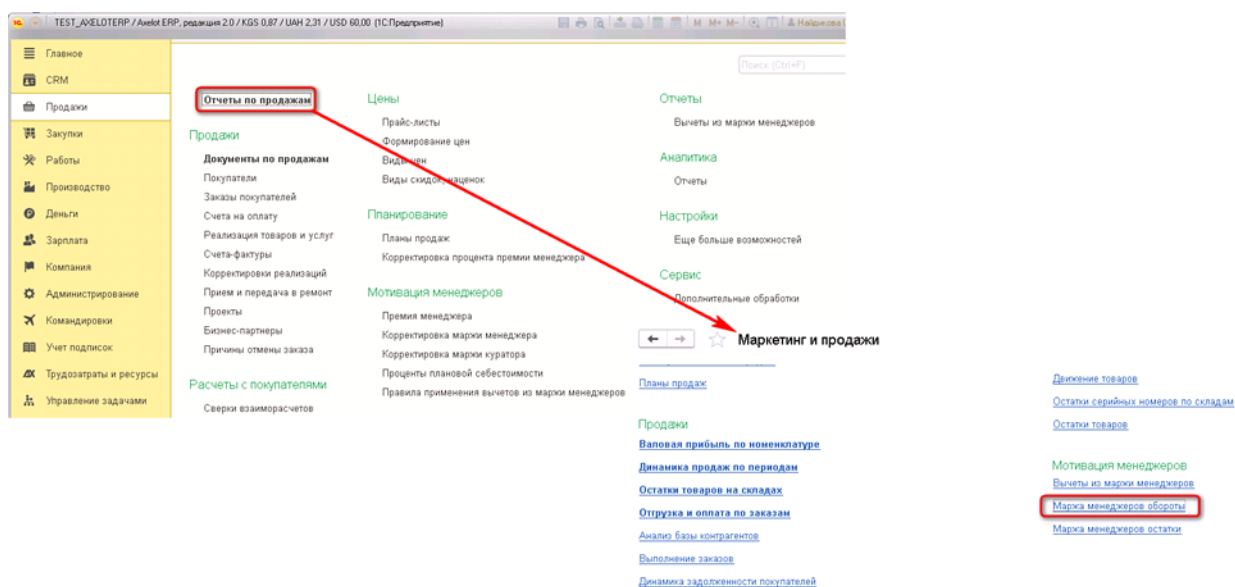 TEST_AXELOTERP / Axelot ERP, редакция 2.0 / KGS 0,87 / UAH 2,31 / USD 60,00 (1С:Предприятие)
M M+ M-
Главное
CRM
Продажи
Закупки
Работы
Производство
Деньги
Зарплата
Компания
Администрирование
Командировки
Учет подписок
Трудозатраты и ресурсы
Управление задачами
Поиск (Ctrl+F)
Отчеты по продажам
Продажи
Документы по продажам
Покупатели
Заказы покупателей
Счета на оплату
Реализация товаров и услуг
Счета-фактуры
Корректировки реализаций
Прием и передача в ремонт
Проекты
Бизнес-партнеры
Причины отмены заказа
Расчеты с покупателями
Сверки взаиморасчетов
Цены
Прайс-листы
Формирование цен
Виды цен
Виды скидок, наценок
Планирование
Планы продаж
Корректировка процента премии менеджера
Мотивация менеджеров
Премия менеджера
Корректировка маржи менеджера
Корректировка маржи куратора
Проценты плановой себестоимости
Правила применения вычетов из маржи менеджеров
Отчеты
Вычеты из маржи менеджеров
Аналитика
Отчеты
Настройки
Еще больше возможностей
Сервис
Дополнительные обработки
Маркетинг и продажи
Планы продаж
Продажи
Валовая прибыль по номенклатуре
Динамика продаж по периодам
Остатки товаров на складах
Отгрузка и оплата по заказам
Анализ базы контрагентов
Выполнение заказов
Динамика задолженности покупателей
Движение товаров
Остатки серийных номеров по складам
Остатки товаров
Мотивация менеджеров
Вычеты из маржи менеджеров
Маржа менеджеров обороты
Маржа менеджеров остатки